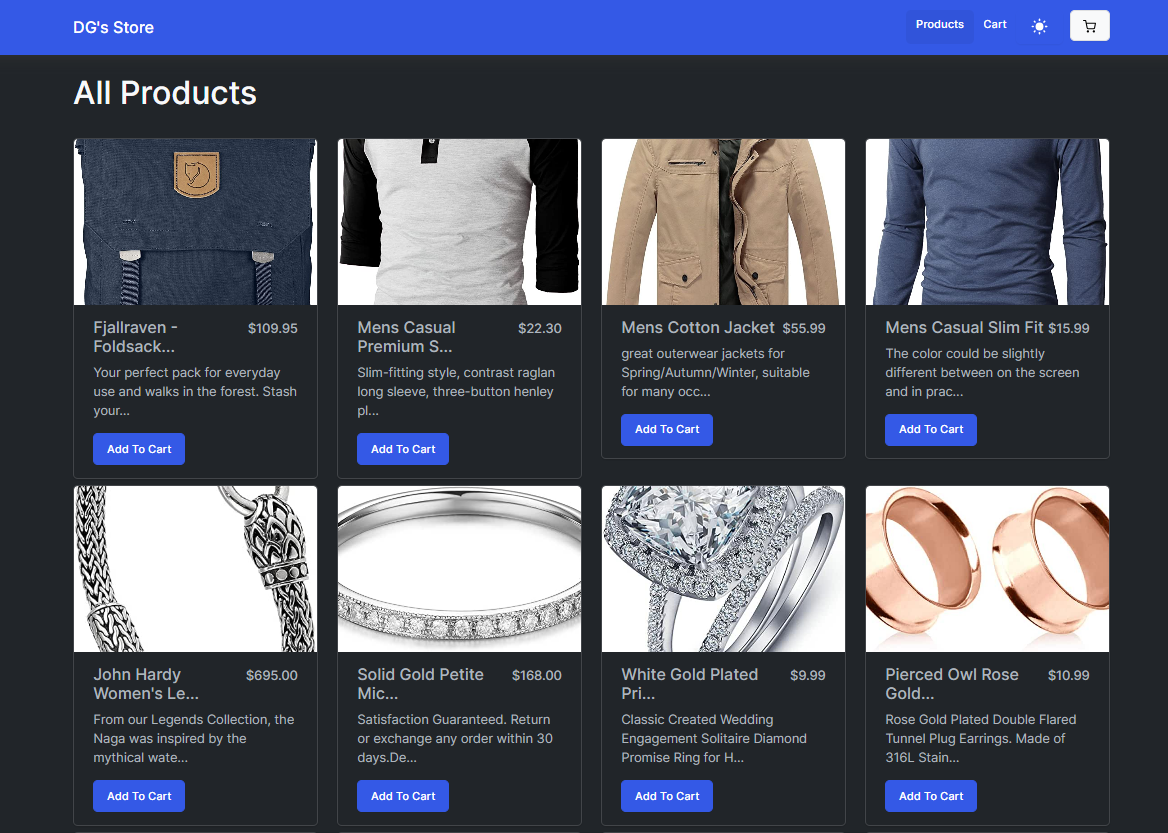 DG's Store
Products
Cart
All Products
Fjallraven -
Foldsack...
$109.95
Your perfect pack for everyday
use and walks in the forest. Stash
your...
Add To Cart
Mens Casual
Premium S...
$22.30
Slim-fitting style, contrast raglan
long sleeve, three-button henley
pl...
Add To Cart
Mens Cotton Jacket
$55.99
great outerwear jackets for
Spring/Autumn/Winter, suitable
for many occ...
Add To Cart
Mens Casual Slim Fit
$15.99
The color could be slightly
different between on the screen
and in prac...
Add To Cart
John Hardy
Women's Le...
$695.00
From our Legends Collection, the
Naga was inspired by the
mythical wate...
Add To Cart
Solid Gold Petite
Mic...
$168.00
Satisfaction Guaranteed. Return
or exchange any order within 30
days.De...
Add To Cart
White Gold Plated
Pri...
$9.99
Classic Created Wedding
Engagement Solitaire Diamond
Promise Ring for H...
Add To Cart
Pierced Owl Rose
Gold...
$10.99
Rose Gold Plated Double Flared
Tunnel Plug Earrings. Made of
316L Stain...
Add To Cart